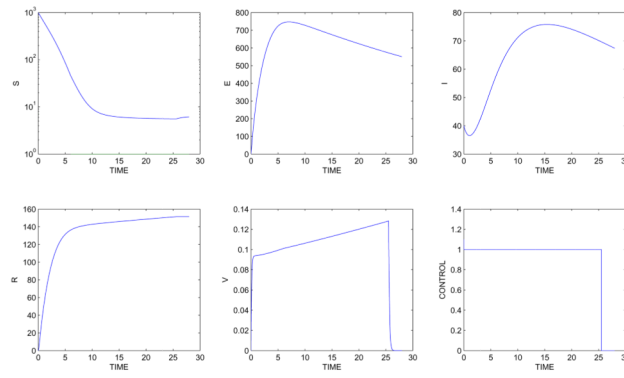 10³
10²
10¹
10⁰
S
0 5 10 15 20 25 30
TIME
800
700
600
500
400
300
200
100
0
E
0 5 10 15 20 25 30
TIME
80
70
60
50
40
30
I
0 5 10 15 20 25 30
TIME
160
140
120
100
80
60
40
20
0
R
0 5 10 15 20 25 30
TIME
0.14
0.12
0.1
0.08
0.06
0.04
0.02
0
V
0 5 10 15 20 25 30
TIME
1.4
1.2
1
0.8
0.6
0.4
0.2
0
CONTROL
0 5 10 15 20 25 30
TIME